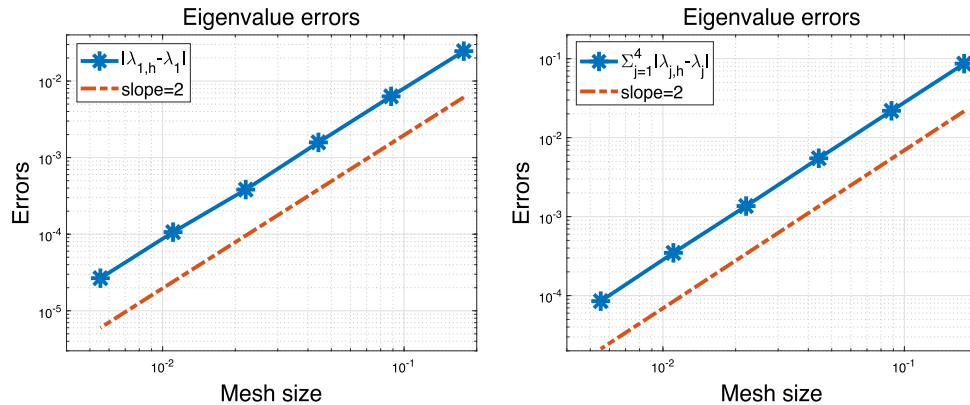 Eigenvalue errors
|λ₁,ₕ-λ₁|
slope=2
10⁻²
10⁻³
10⁻⁴
10⁻⁵
Errors
10⁻² 10⁻¹
Mesh size
Eigenvalue errors
Σ⁴ⱼ₌₁|λⱼ,ₕ-λⱼ|
slope=2
10⁻¹
10⁻²
10⁻³
10⁻⁴
Errors
10⁻² 10⁻¹
Mesh size